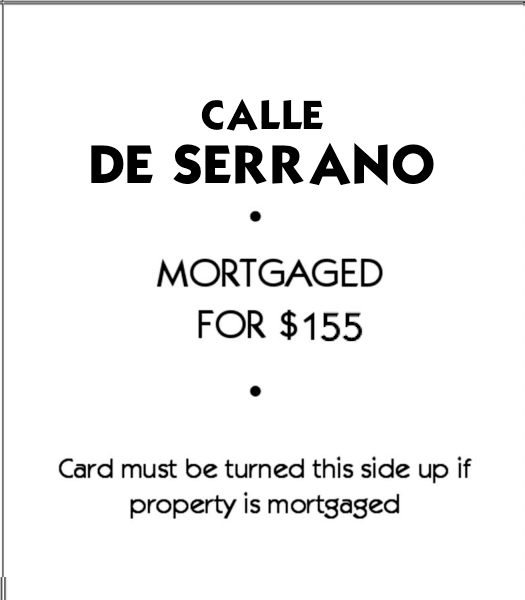 CALLE
DE SERRANO
•
MORTGAGED
FOR $155
•
Card must be turned this side up if
property is mortgaged